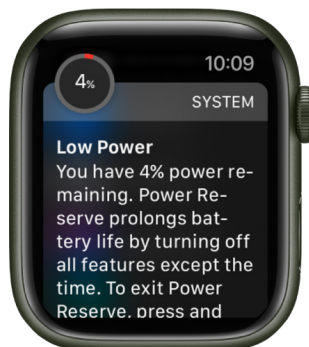 10:09
4%
SYSTEM
Low Power
You have 4% power re-
maining. Power Re-
serve prolongs bat-
tery life by turning off
all features except the
time. To exit Power
Reserve, press and